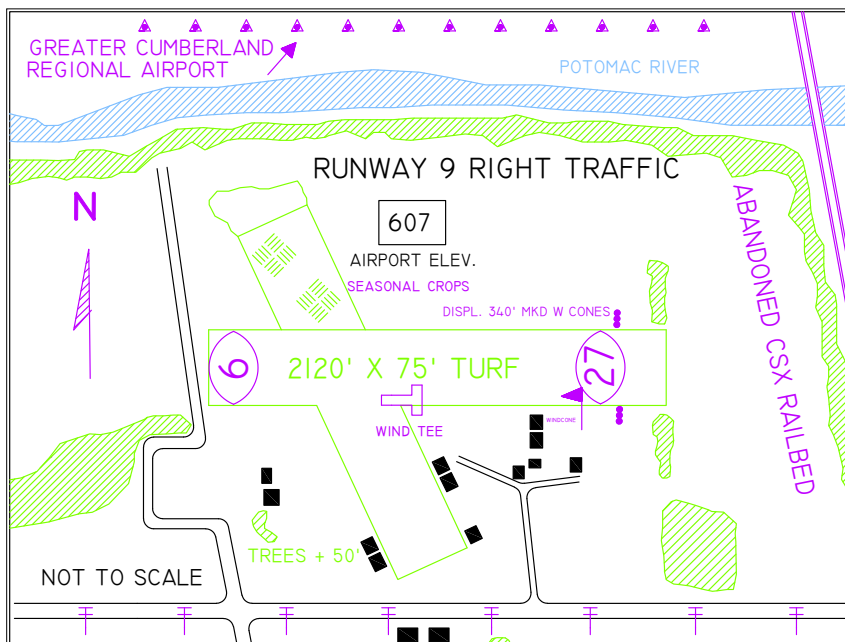 GREATER CUMBERLAND
REGIONAL AIRPORT
POTOMAC RIVER
RUNWAY 9 RIGHT TRAFFIC
N
607
AIRPORT ELEV.
SEASONAL CROPS
DISPL. 340' MKD W CONES
ABANDONED CSX RAILBED
9
2120' X 75' TURF
27
WINDCONE
WIND TEE
TREES + 50'
NOT TO SCALE